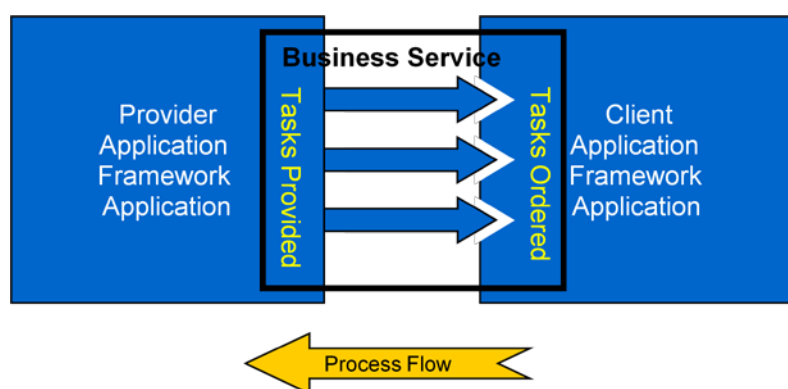 Business Service
Provider
Application
Framework
Application
Tasks Provided
Tasks Ordered
Client
Application
Framework
Application
Process Flow